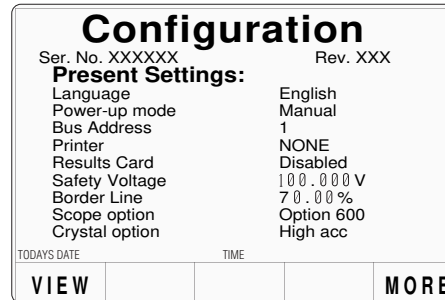 Configuration
Ser. No. XXXXXX Rev. XXX
Present Settings:
Language English
Power-up mode Manual
Bus Address 1
Printer NONE
Results Card Disabled
Safety Voltage 100.000 V
Border Line 70.00 %
Scope option Option 600
Crystal option High acc
TODAYS DATE TIME
VIEW MORE